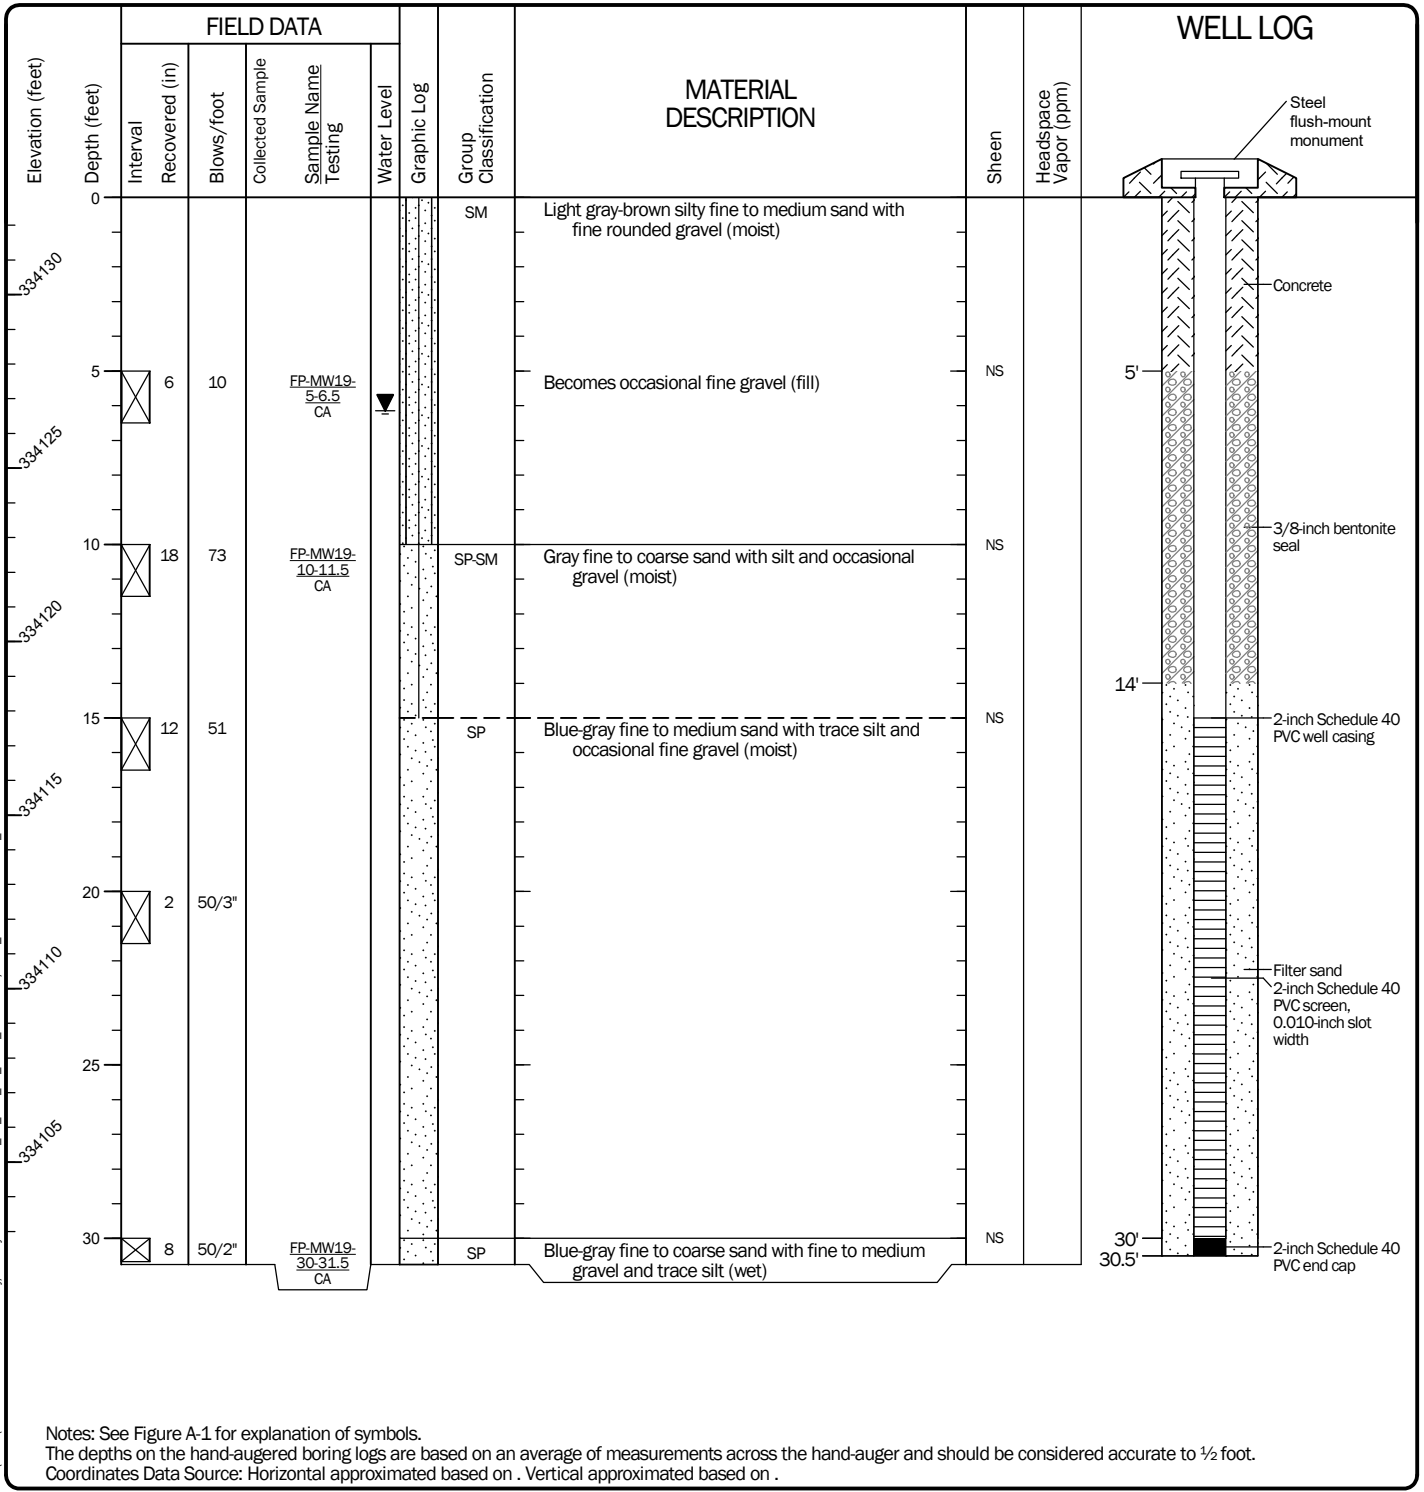 FIELD DATA
WELL LOG
Elevation (feet)
Depth (feet)
Interval
Recovered (in)
Blows/foot
Collected Sample
Sample Name
Testing
Water Level
Graphic Log
Group
Classification
MATERIAL
DESCRIPTION
Sheen
Headspace
Vapor (ppm)
Steel
flush-mount
monument
0
SM
Light gray-brown silty fine to medium sand with
fine rounded gravel (moist)
334130
Concrete
5
6
10
FP-MW19-
5-6.5
CA
Becomes occasional fine gravel (fill)
NS
5'
334125
3/8-inch bentonite
seal
10
18
73
FP-MW19-
10-11.5
CA
SP-SM
Gray fine to coarse sand with silt and occasional
gravel (moist)
NS
334120
14'
15
12
51
SP
Blue-gray fine to medium sand with trace silt and
occasional fine gravel (moist)
NS
2-inch Schedule 40
PVC well casing
334115
20
2
50/3"
334110
Filter sand
2-inch Schedule 40
PVC screen,
0.010-inch slot
width
25
334105
30
8
50/2"
FP-MW19-
30-31.5
CA
SP
Blue-gray fine to coarse sand with fine to medium
gravel and trace silt (wet)
NS
30'
30.5'
2-inch Schedule 40
PVC end cap
Notes: See Figure A-1 for explanation of symbols.
The depths on the hand-augered boring logs are based on an average of measurements across the hand-auger and should be considered accurate to ½ foot.
Coordinates Data Source: Horizontal approximated based on . Vertical approximated based on .